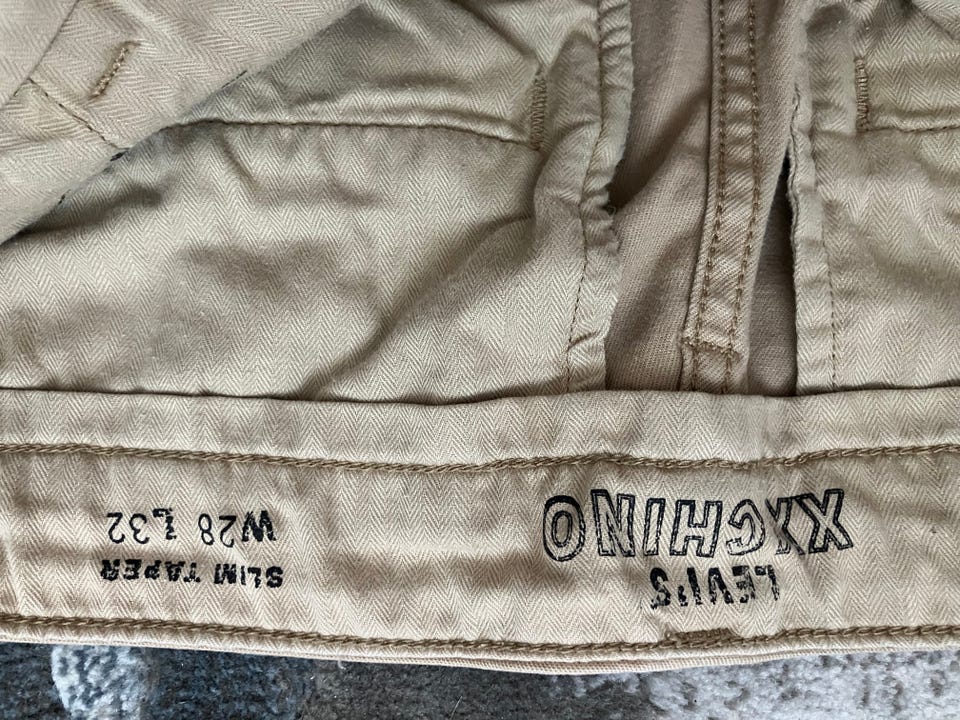 LEVI'S
XXCHINO
SLIM TAPER
W28 L32